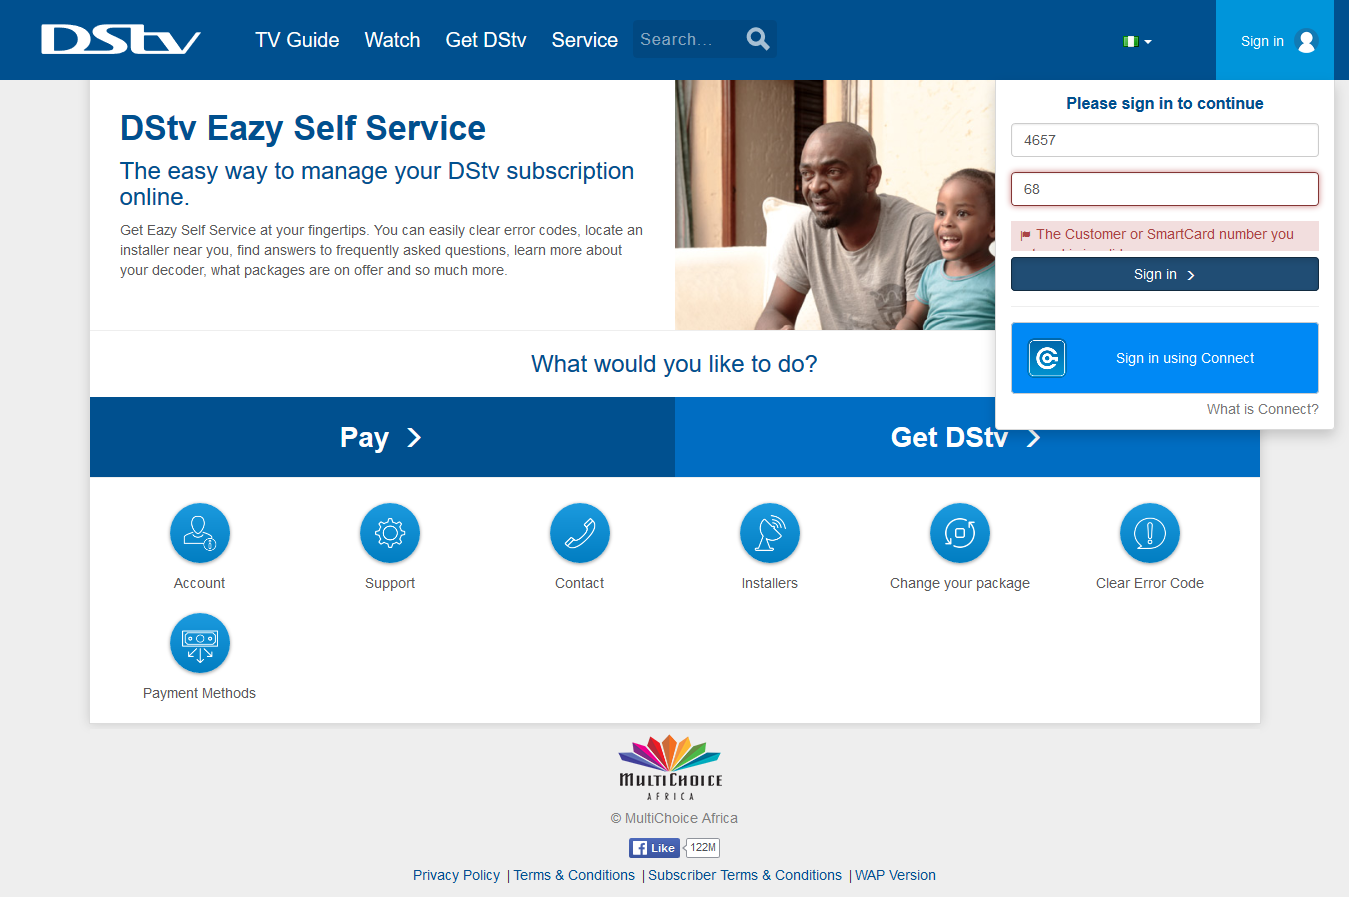 DStv
TV Guide
Watch
Get DStv
Service
Search...
Sign in
Please sign in to continue
4657
68
The Customer or SmartCard number you
Sign in
Sign in using Connect
What is Connect?
DStv Eazy Self Service
The easy way to manage your DStv subscription
online.
Get Eazy Self Service at your fingertips. You can easily clear error codes, locate an
installer near you, find answers to frequently asked questions, learn more about
your decoder, what packages are on offer and so much more.
What would you like to do?
Pay
Get DStv
Account
Support
Contact
Installers
Change your package
Clear Error Code
Payment Methods
MULTICHOICE
AFRICA
© MultiChoice Africa
Like
122M
Privacy Policy | Terms & Conditions | Subscriber Terms & Conditions | WAP Version